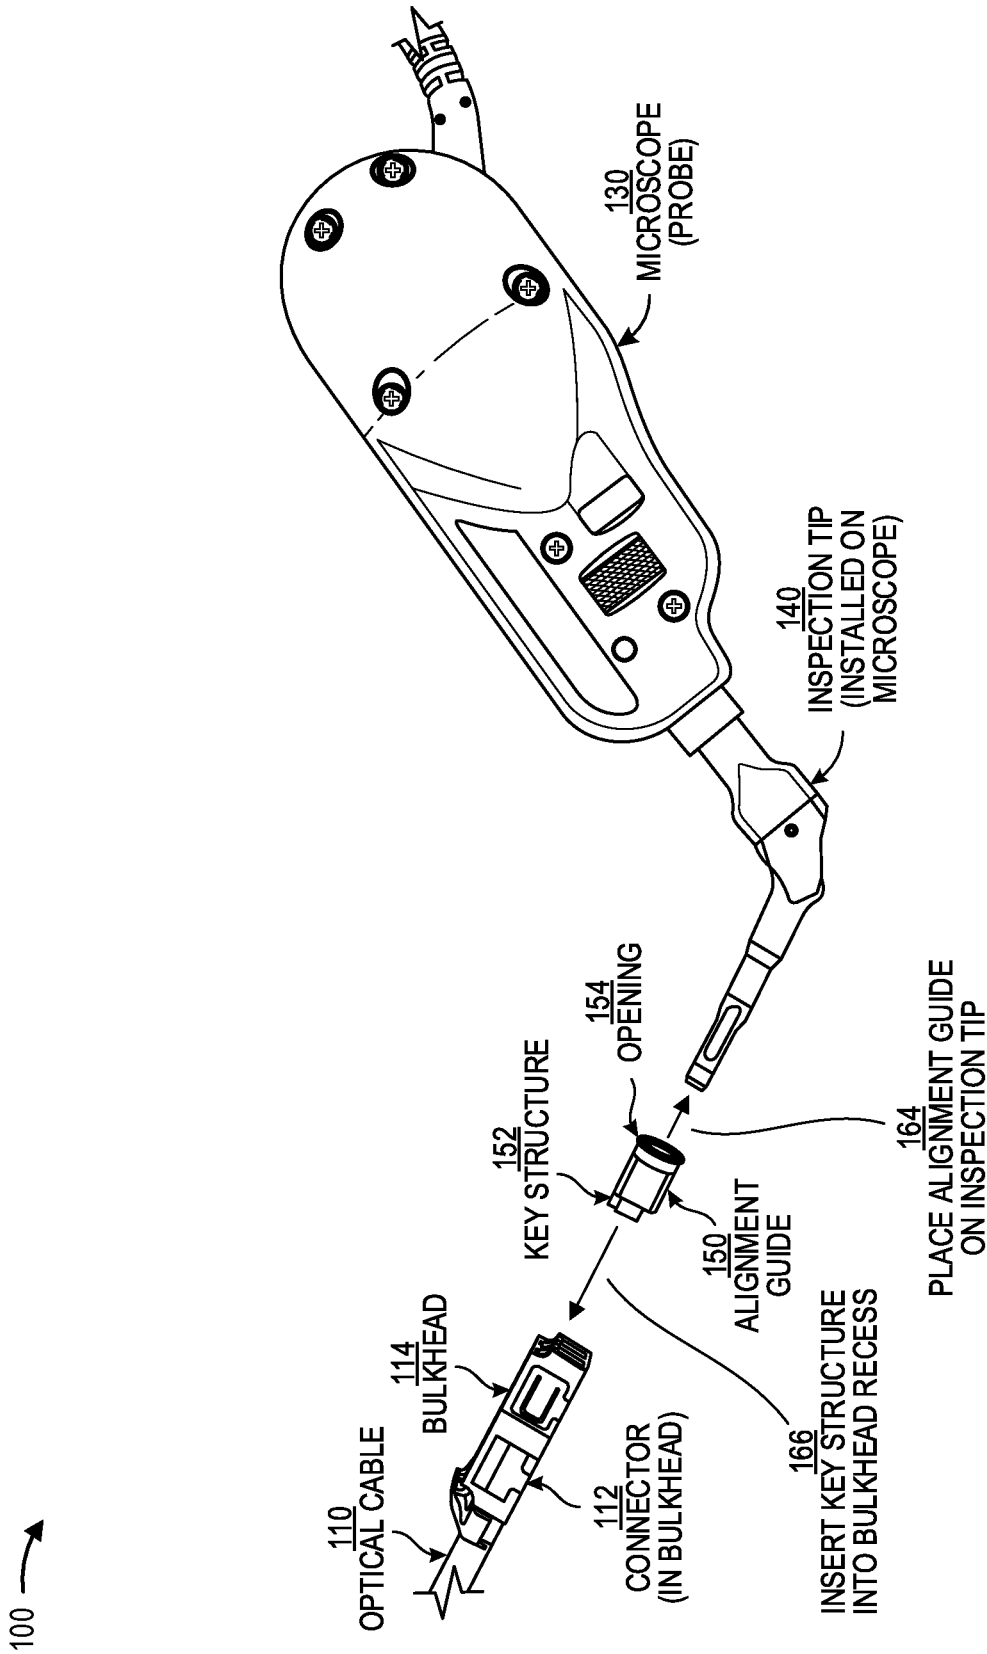 100
110
OPTICAL CABLE
114
BULKHEAD
112
CONNECTOR
(IN BULKHEAD)
166
INSERT KEY STRUCTURE
INTO BULKHEAD RECESS
152
KEY STRUCTURE
150
ALIGNMENT
GUIDE
154
OPENING
164
PLACE ALIGNMENT GUIDE
ON INSPECTION TIP
140
INSPECTION TIP
(INSTALLED ON
MICROSCOPE)
130
MICROSCOPE
(PROBE)